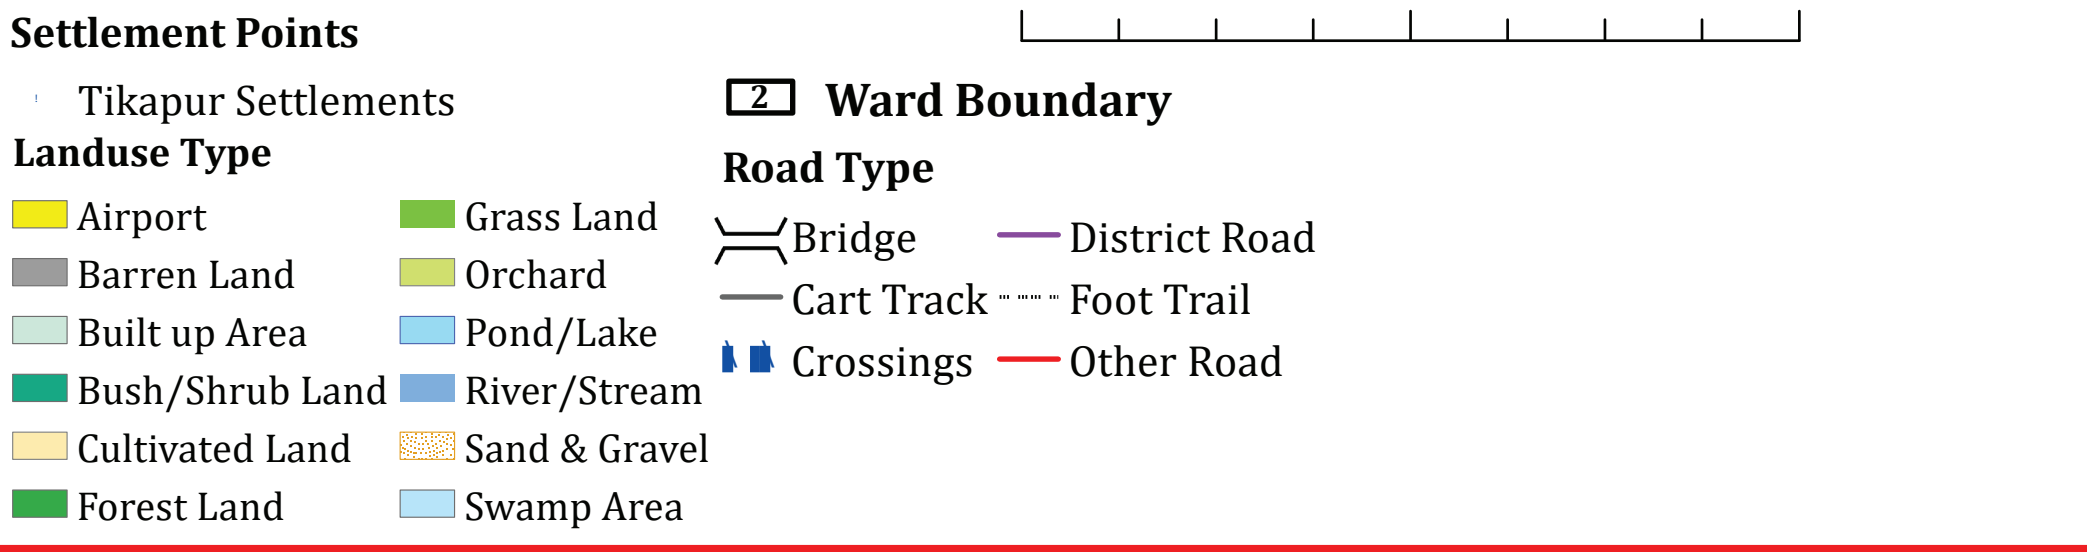 Settlement Points
! Tikapur Settlements
Landuse Type
Airport
Barren Land
Built up Area
Bush/Shrub Land
Cultivated Land
Forest Land
Grass Land
Orchard
Pond/Lake
River/Stream
Sand & Gravel
Swamp Area
2 Ward Boundary
Road Type
Bridge
Cart Track
Crossings
District Road
Foot Trail
Other Road